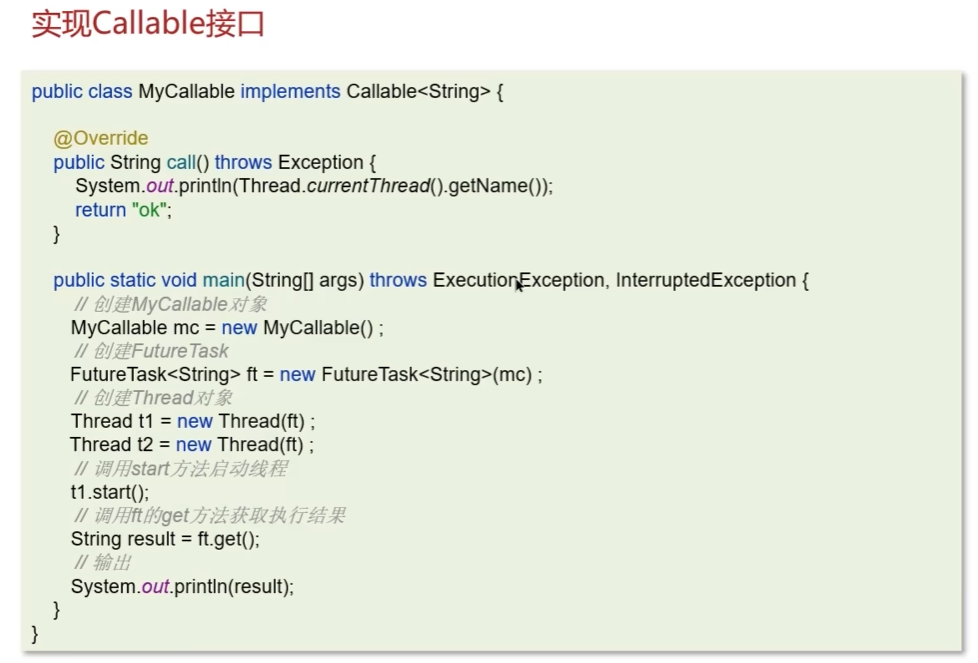 实现Callable接口
public class MyCallable implements Callable<String> {
@Override
public String call() throws Exception {
System.out.println(Thread.currentThread().getName());
return "ok";
}
public static void main(String[] args) throws ExecutionException, InterruptedException {
// 创建MyCallable对象
MyCallable mc = new MyCallable() ;
// 创建FutureTask
FutureTask<String> ft = new FutureTask<String>(mc) ;
// 创建Thread对象
Thread t1 = new Thread(ft) ;
Thread t2 = new Thread(ft) ;
// 调用start方法启动线程
t1.start();
// 调用ft的get方法获取执行结果
String result = ft.get();
// 输出
System.out.println(result);
}
}